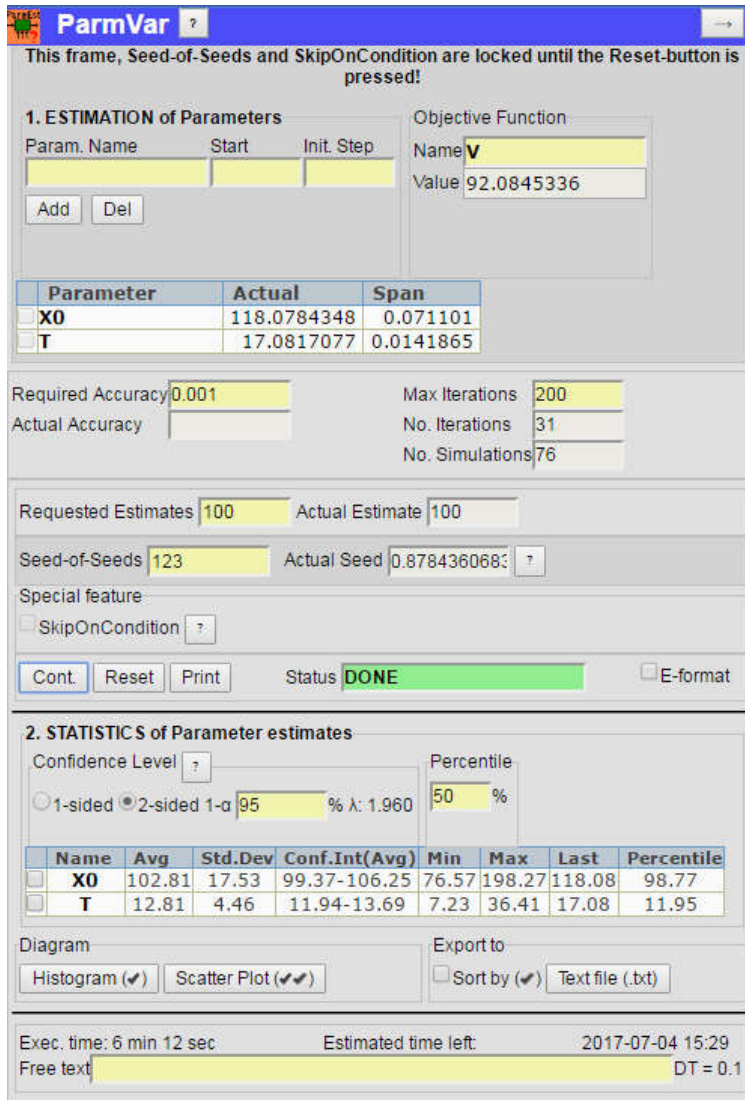 ParmVar ? →
This frame, Seed-of-Seeds and SkipOnCondition are locked until the Reset-button is
pressed!
1. ESTIMATION of Parameters
Param. Name Start Init. Step
Add Del
Objective Function
Name V
Value 92.0845336
Parameter Actual Span
X0 118.0784348 0.071101
T 17.0817077 0.0141865
Required Accuracy 0.001 Max Iterations 200
Actual Accuracy No. Iterations 31
No. Simulations 76
Requested Estimates 100 Actual Estimate 100
Seed-of-Seeds 123 Actual Seed 0.8784360683 ?
Special feature
SkipOnCondition ?
Cont. Reset Print Status DONE E-format
2. STATISTICS of Parameter estimates
Confidence Level ? Percentile
1-sided 2-sided 1-α 95 % λ: 1.960 50 %
Name Avg Std.Dev Conf.Int(Avg) Min Max Last Percentile
X0 102.81 17.53 99.37-106.25 76.57 198.27 118.08 98.77
T 12.81 4.46 11.94-13.69 7.23 36.41 17.08 11.95
Diagram Export to
Histogram (✔) Scatter Plot (✔✔) Sort by (✔) Text file (.txt)
Exec. time: 6 min 12 sec Estimated time left: 2017-07-04 15:29
Free text DT = 0.1